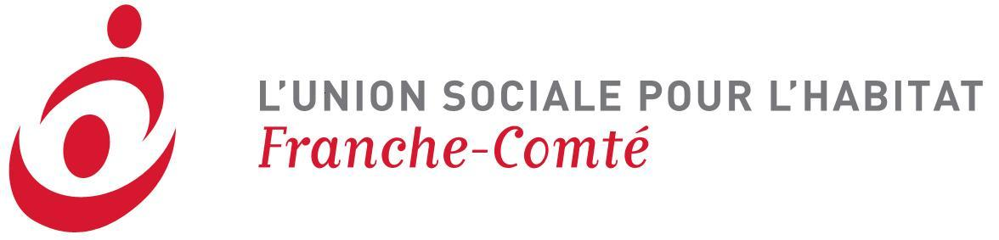 L'UNION SOCIALE POUR L'HABITAT
Franche-Comté